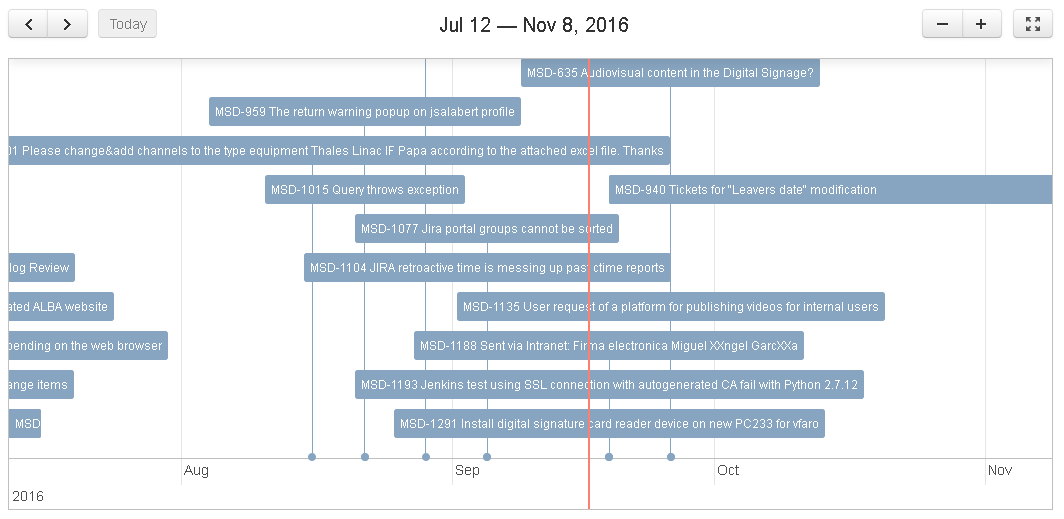 Today
Jul 12 — Nov 8, 2016
MSD-635 Audiovisual content in the Digital Signage?
MSD-959 The return warning popup on jsalabert profile
01 Please change&add channels to the type equipment Thales Linac IF Papa according to the attached excel file. Thanks
MSD-1015 Query throws exception
MSD-940 Tickets for "Leavers date" modification
MSD-1077 Jira portal groups cannot be sorted
log Review
MSD-1104 JIRA retroactive time is messing up past ctime reports
ated ALBA website
MSD-1135 User request of a platform for publishing videos for internal users
pending on the web browser
MSD-1188 Sent via Intranet: Firma electronica Miguel XXngel GarcXXa
ange items
MSD-1193 Jenkins test using SSL connection with autogenerated CA fail with Python 2.7.12
MSD
MSD-1291 Install digital signature card reader device on new PC233 for vfaro
Aug
Sep
Oct
Nov
2016